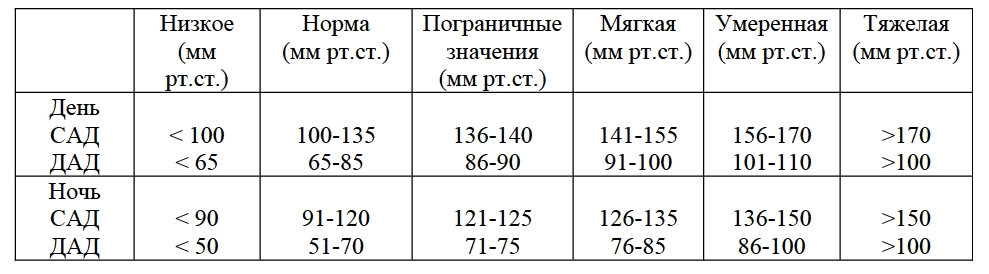 Низкое (мм рт.ст.) Норма (мм рт.ст.) Пограничные значения (мм рт.ст.) Мягкая (мм рт.ст.) Умеренная (мм рт.ст.) Тяжелая (мм рт.ст.)
День
САД < 100 100-135 136-140 141-155 156-170 >170
ДАД < 65 65-85 86-90 91-100 101-110 >100
Ночь
САД < 90 91-120 121-125 126-135 136-150 >150
ДАД < 50 51-70 71-75 76-85 86-100 >100